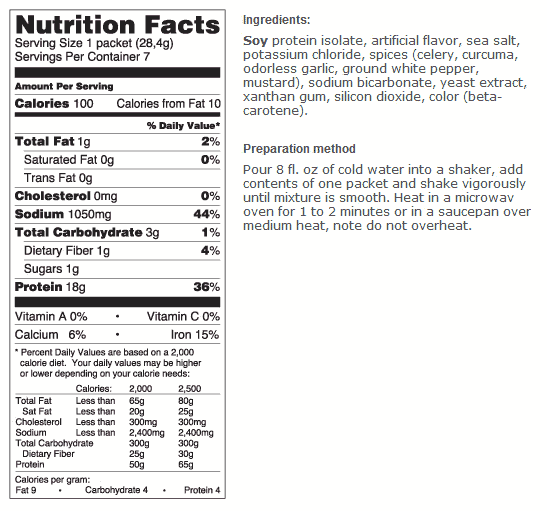 Nutrition Facts
Serving Size 1 packet (28,4g)
Servings Per Container 7
Amount Per Serving
Calories 100 Calories from Fat 10
% Daily Value*
Total Fat 1g 2%
Saturated Fat 0g 0%
Trans Fat 0g
Cholesterol 0mg 0%
Sodium 1050mg 44%
Total Carbohydrate 3g 1%
Dietary Fiber 1g 4%
Sugars 1g
Protein 18g 36%
Vitamin A 0% • Vitamin C 0%
Calcium 6% • Iron 15%
* Percent Daily Values are based on a 2,000
calorie diet. Your daily values may be higher
or lower depending on your calorie needs:
Calories: 2,000 2,500
Total Fat Less than 65g 80g
Sat Fat Less than 20g 25g
Cholesterol Less than 300mg 300mg
Sodium Less than 2,400mg 2,400mg
Total Carbohydrate 300g 300g
Dietary Fiber 25g 30g
Protein 50g 65g
Calories per gram:
Fat 9 • Carbohydrate 4 • Protein 4
Ingredients:
Soy protein isolate, artificial flavor, sea salt,
potassium chloride, spices (celery, curcuma,
odorless garlic, ground white pepper,
mustard), sodium bicarbonate, yeast extract,
xanthan gum, silicon dioxide, color (beta-
carotene).
Preparation method
Pour 8 fl. oz of cold water into a shaker, add
contents of one packet and shake vigorously
until mixture is smooth. Heat in a microwav
oven for 1 to 2 minutes or in a saucepan over
medium heat, note do not overheat.